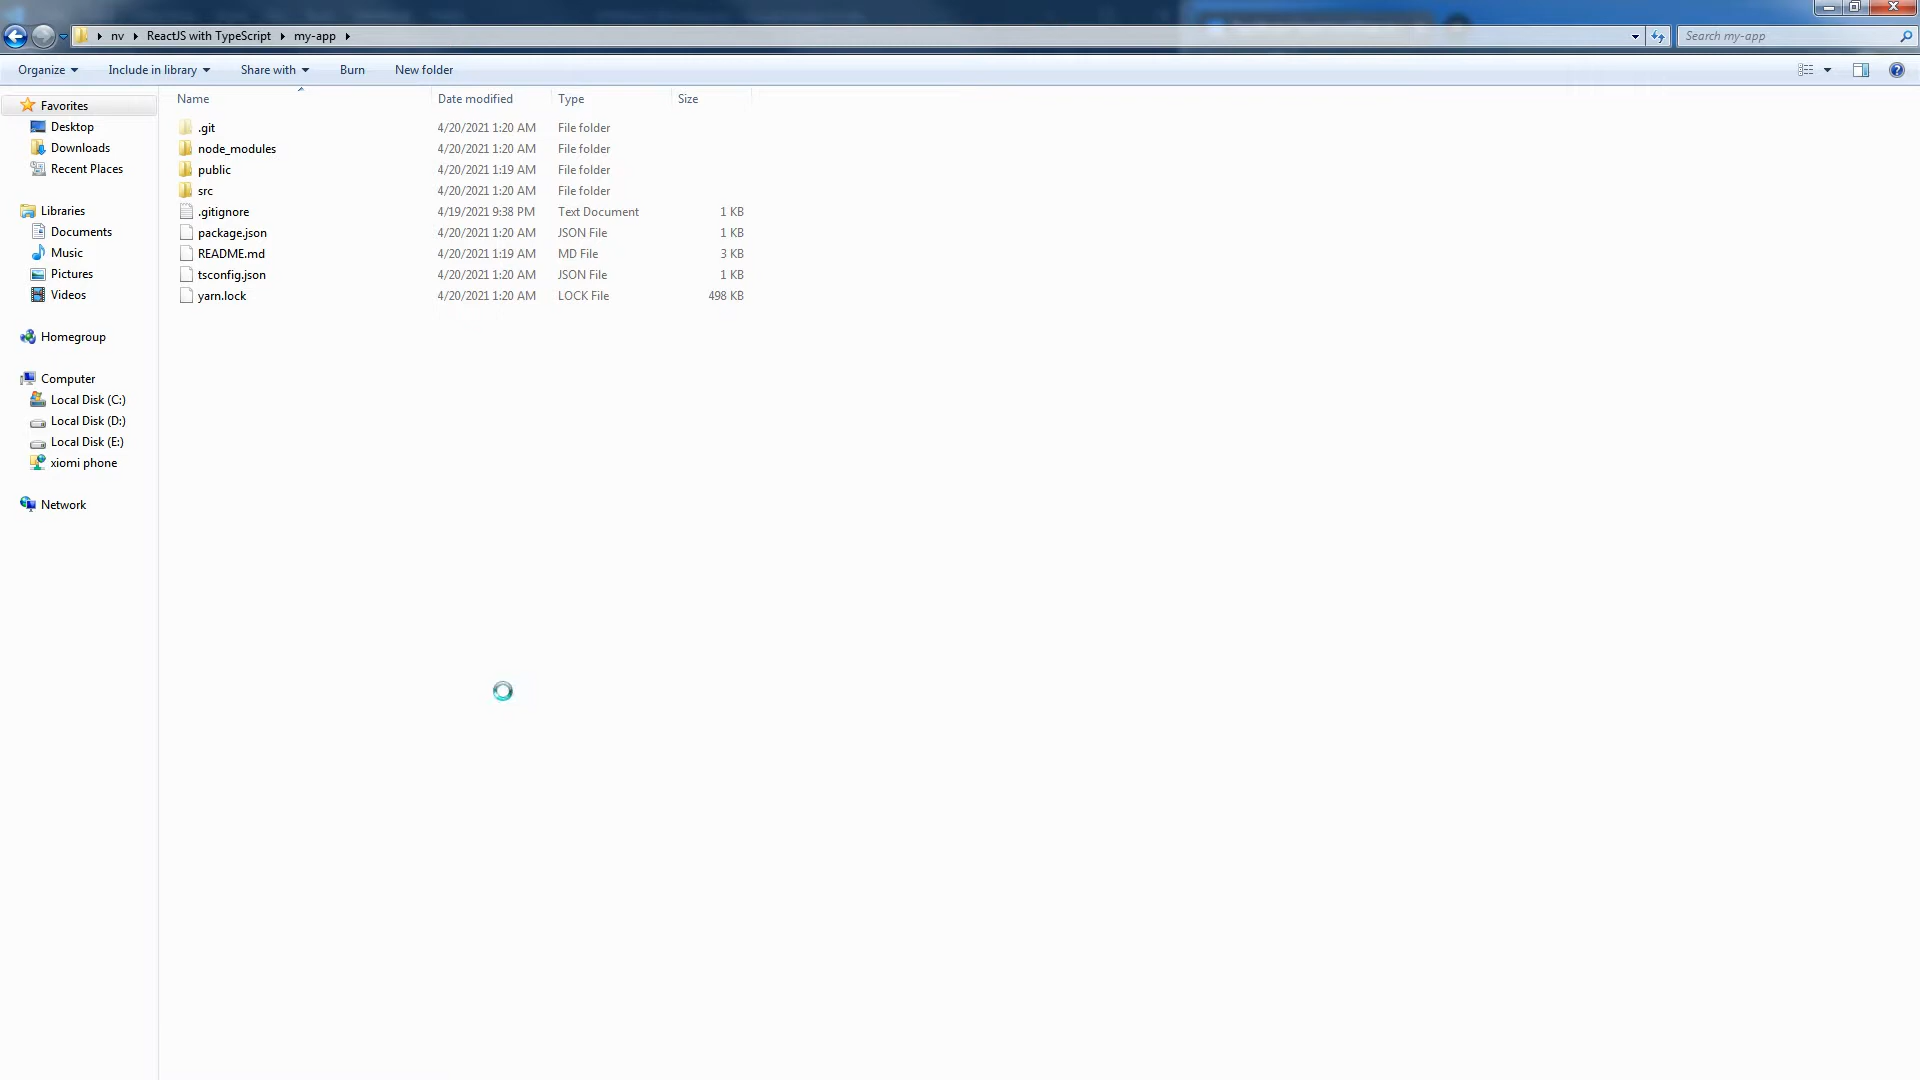 nv ReactJS with TypeScript my-app
Search my-app
Organize Include in library Share with Burn New folder
Name Date modified Type Size
Favorites
Desktop
Downloads
Recent Places
Libraries
Documents
Music
Pictures
Videos
Homegroup
Computer
Local Disk (C:)
Local Disk (D:)
Local Disk (E:)
xiomi phone
Network
.git 4/20/2021 1:20 AM File folder
node_modules 4/20/2021 1:20 AM File folder
public 4/20/2021 1:19 AM File folder
src 4/20/2021 1:20 AM File folder
.gitignore 4/19/2021 9:38 PM Text Document 1 KB
package.json 4/20/2021 1:20 AM JSON File 1 KB
README.md 4/20/2021 1:19 AM MD File 3 KB
tsconfig.json 4/20/2021 1:20 AM JSON File 1 KB
yarn.lock 4/20/2021 1:20 AM LOCK File 498 KB